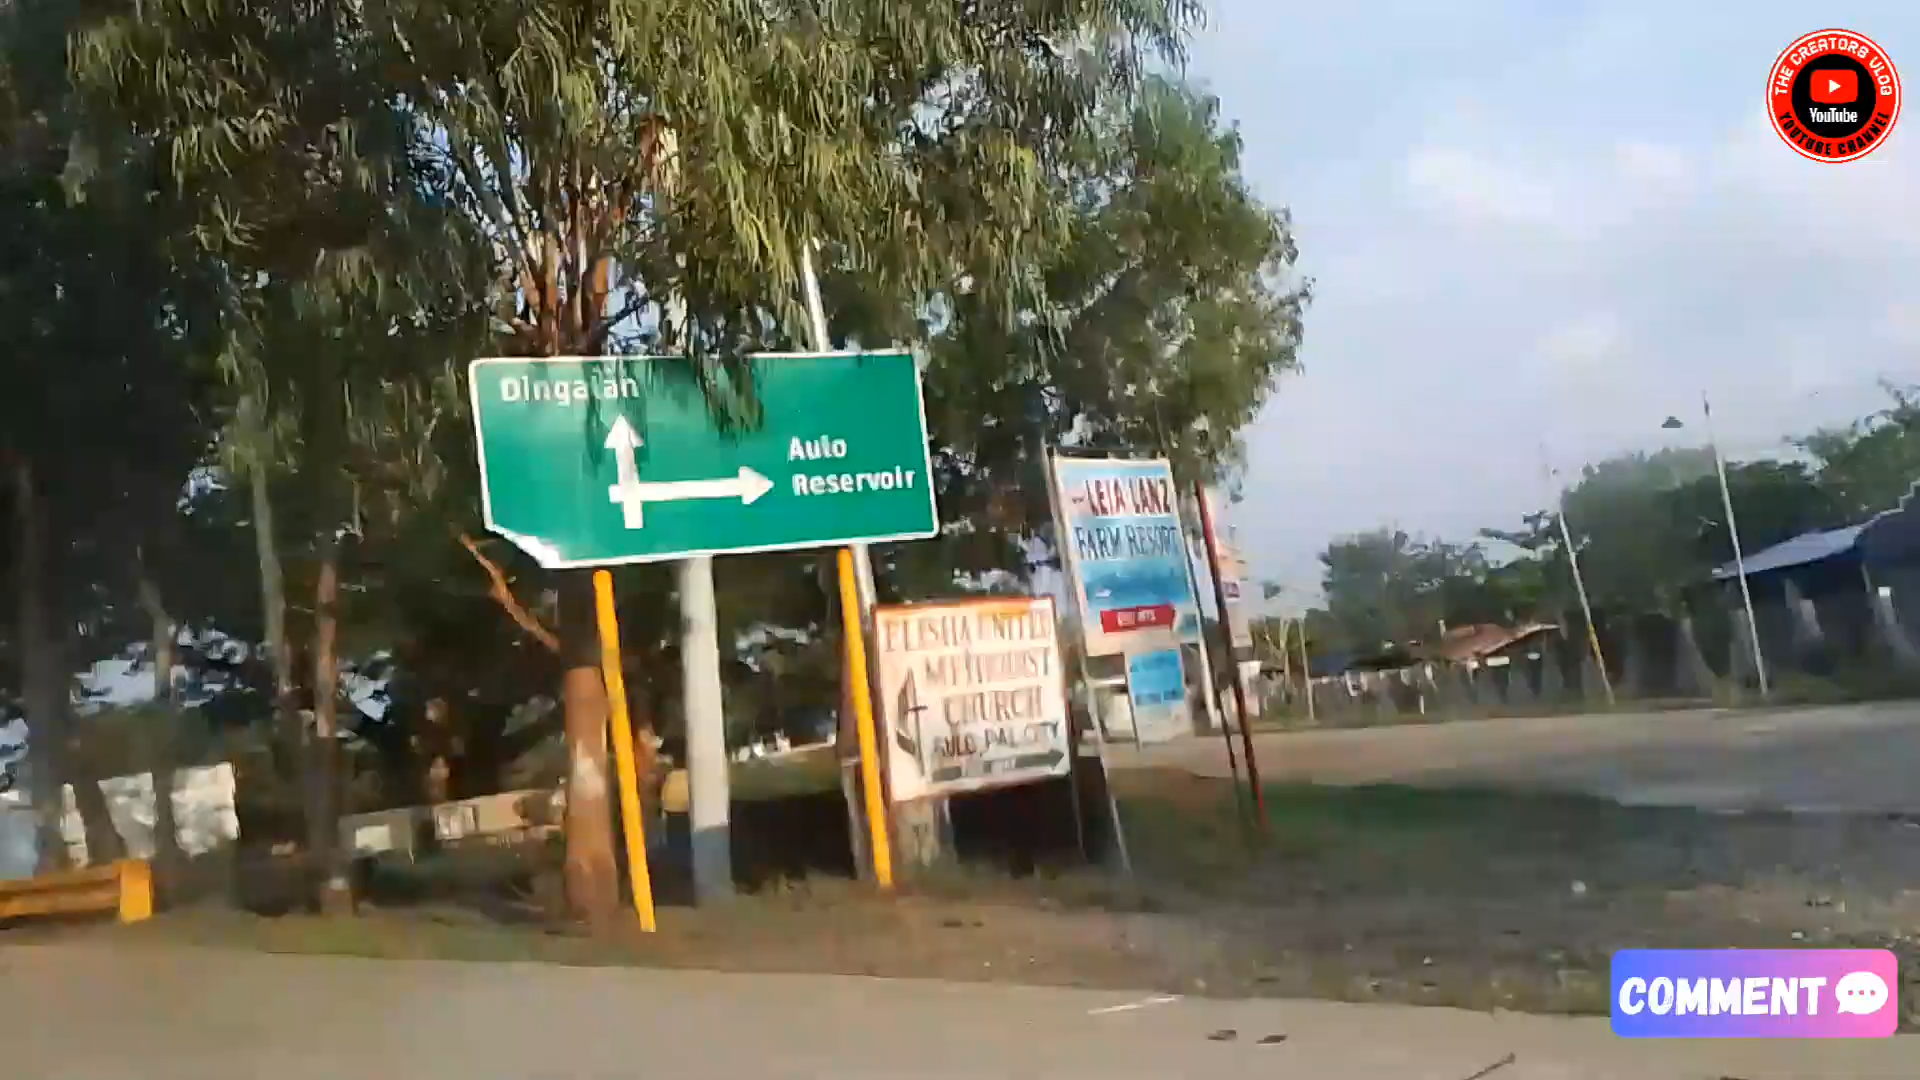 Dingalan
Aulo
Reservoir
LEIA LANZ
FARM RESORT
ELESHA UNITED
METHODIST
CHURCH
AULO, PAL. CITY
THE CREATORS VLOG
YouTube
YOUTUBE CHANNEL
COMMENT